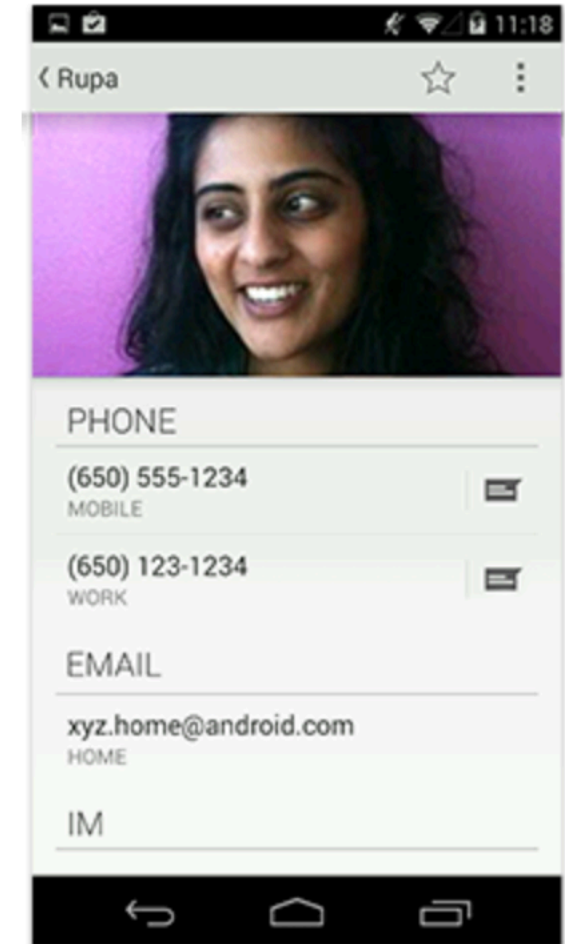 11:18
Rupa
PHONE
(650) 555-1234
MOBILE
(650) 123-1234
WORK
EMAIL
xyz.home@android.com
HOME
IM